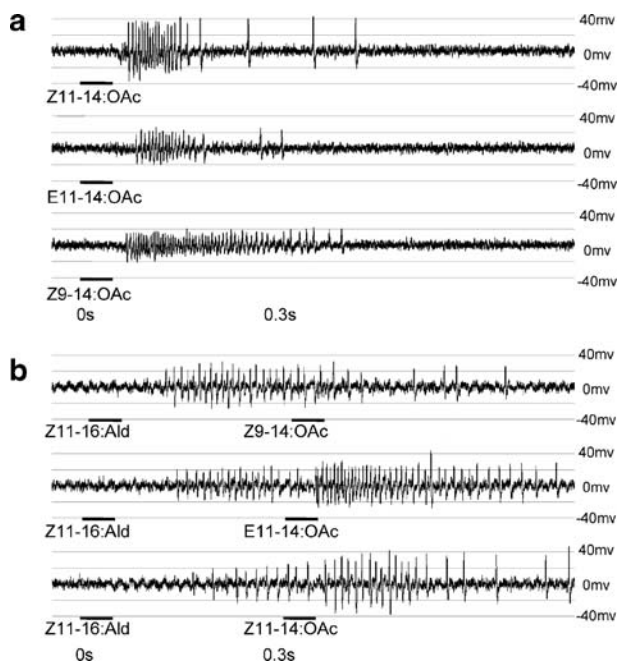 a
40mv
0mv
-40mv
Z11-14:OAc
40mv
0mv
-40mv
E11-14:OAc
40mv
0mv
-40mv
Z9-14:OAc
0s 0.3s
b
40mv
0mv
-40mv
Z11-16:Ald Z9-14:OAc
40mv
0mv
-40mv
Z11-16:Ald E11-14:OAc
40mv
0mv
-40mv
Z11-16:Ald Z11-14:OAc
0s 0.3s